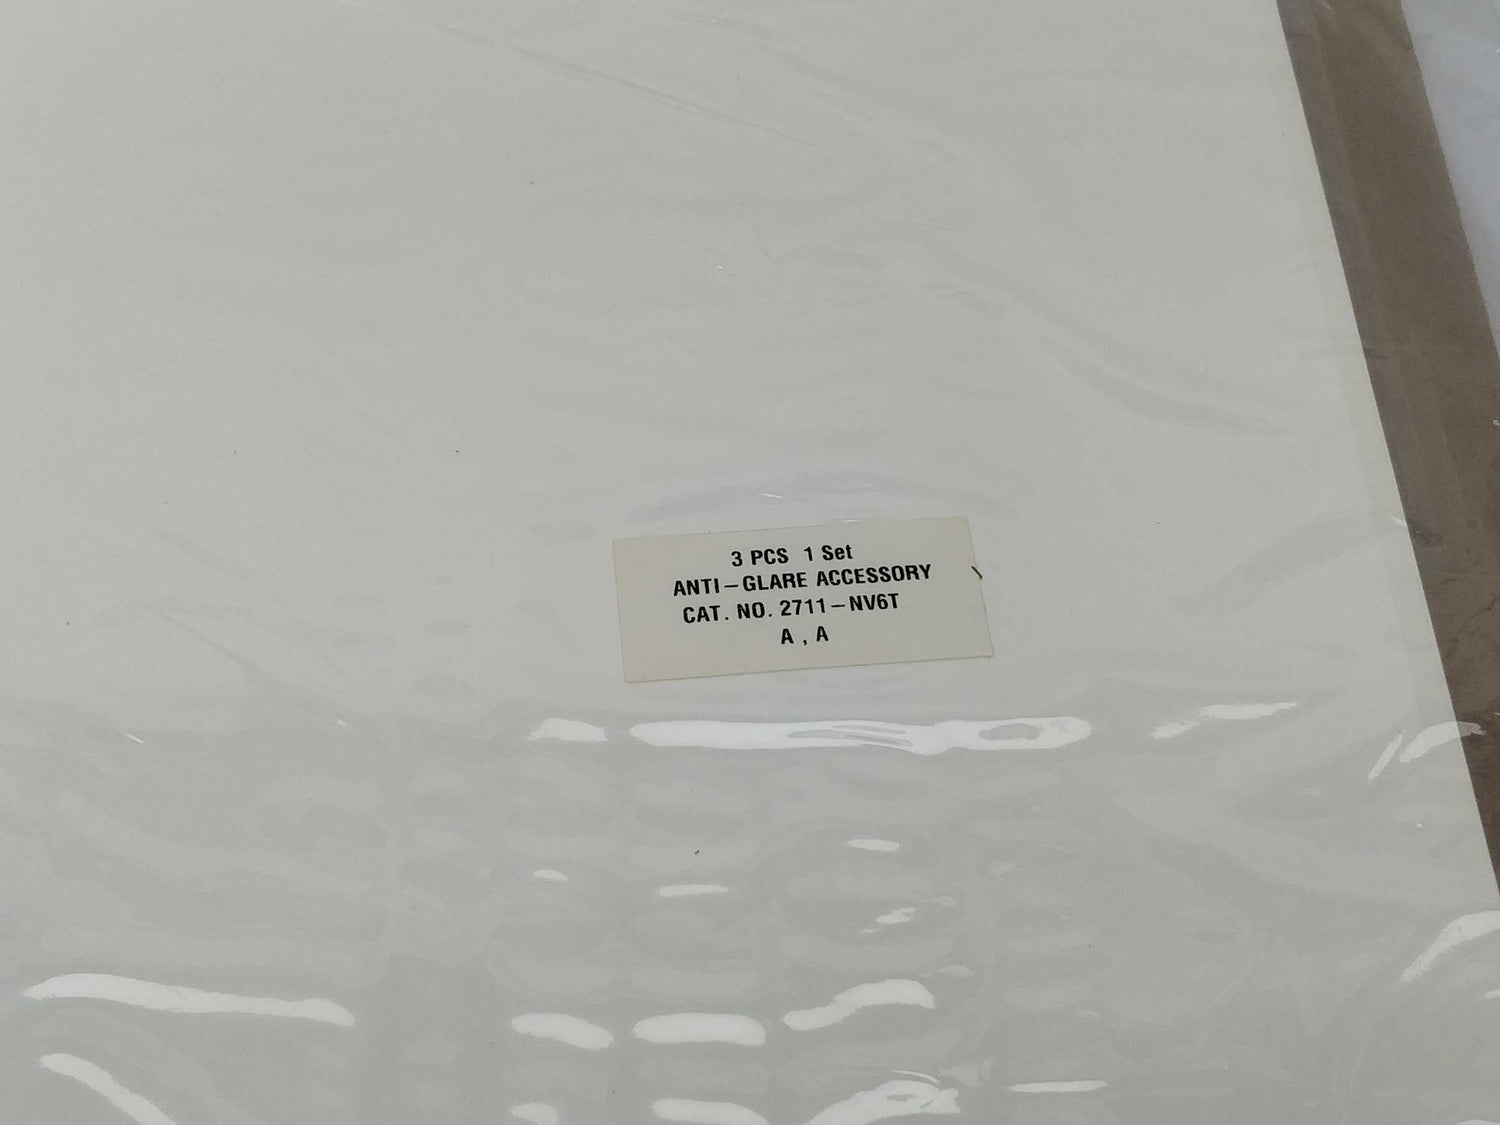 3 PCS 1 Set
ANTI-GLARE ACCESSORY
CAT. NO. 2711-NV6T
A , A